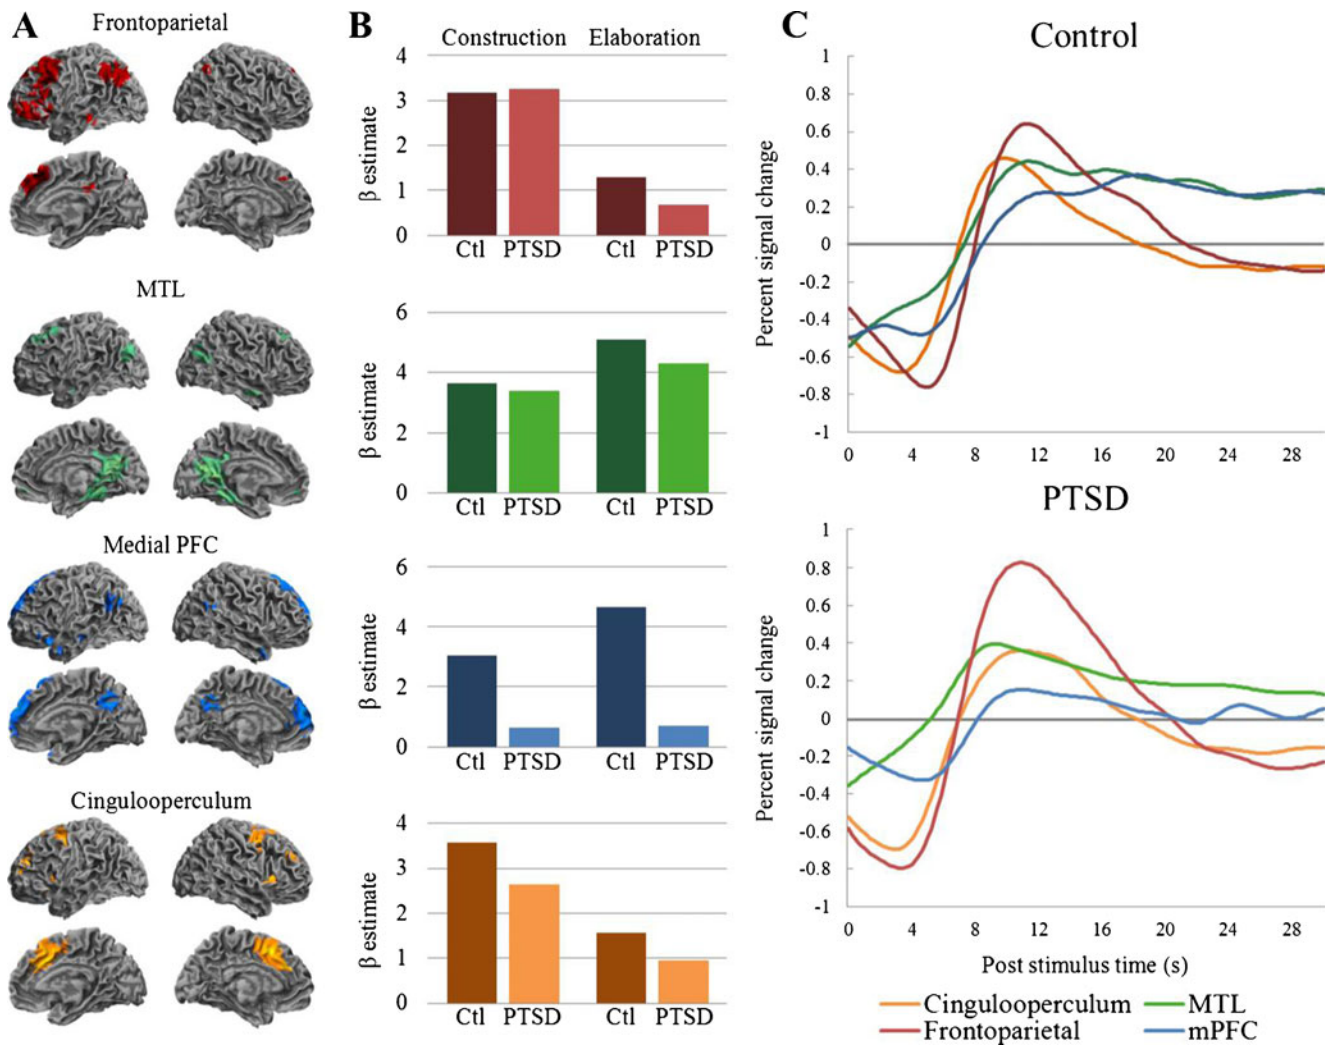 A
Frontoparietal
MTL
Medial PFC
Cingulooperculum
B
Construction Elaboration
4
3
2
1
0
β estimate
Ctl PTSD Ctl PTSD
6
4
2
0
β estimate
Ctl PTSD Ctl PTSD
6
4
2
0
β estimate
Ctl PTSD Ctl PTSD
4
3
2
1
0
β estimate
Ctl PTSD Ctl PTSD
C
Control
1
0.8
0.6
0.4
0.2
0
-0.2
-0.4
-0.6
-0.8
-1
Percent signal change
0 4 8 12 16 20 24 28
PTSD
1
0.8
0.6
0.4
0.2
0
-0.2
-0.4
-0.6
-0.8
-1
Percent signal change
0 4 8 12 16 20 24 28
Post stimulus time (s)
Cingulooperculum MTL
Frontoparietal mPFC